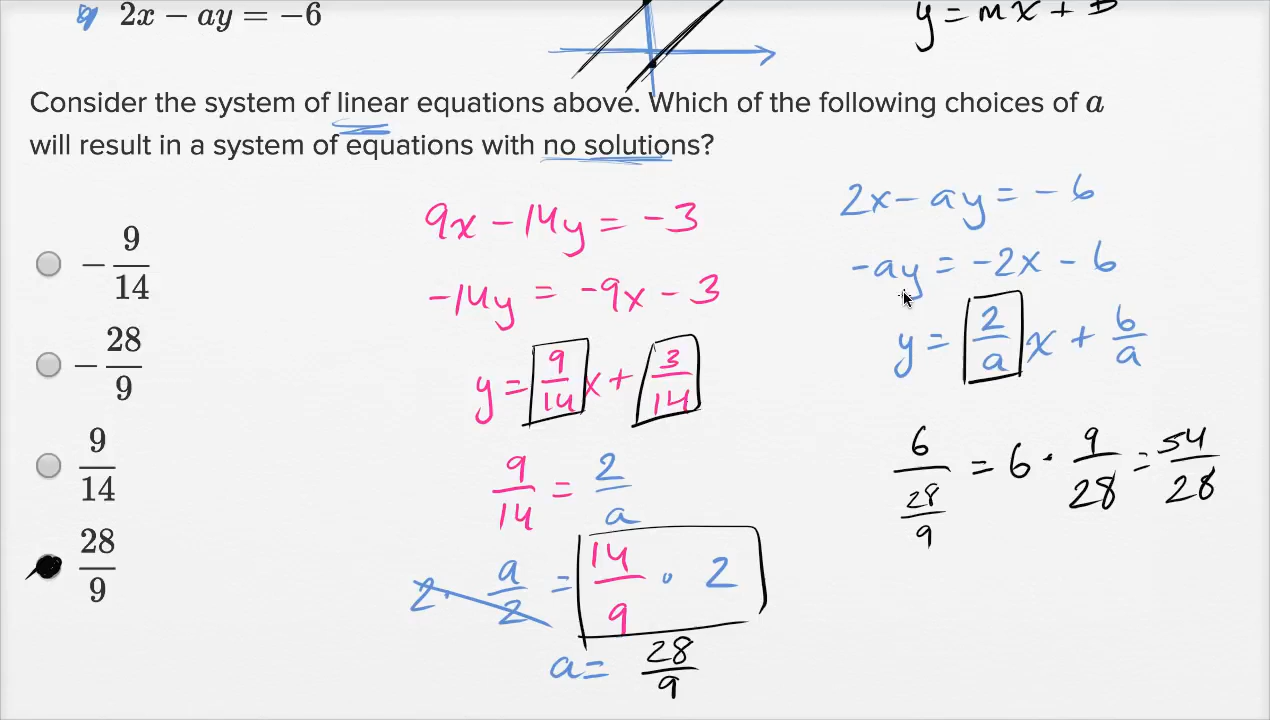 2x − ay = −6
y = mx + b
Consider the system of linear equations above. Which of the following choices of a
will result in a system of equations with no solutions?
−9/14
−28/9
9/14
28/9
9x − 14y = −3
−14y = −9x − 3
y = 9/14 x + 3/14
9/14 = 2/a
2 · a/2 = 14/9 · 2
a = 28/9
2x − ay = −6
−ay = −2x − 6
y = 2/a x + 6/a
6/(28/9) = 6 · 9/28 = 54/28